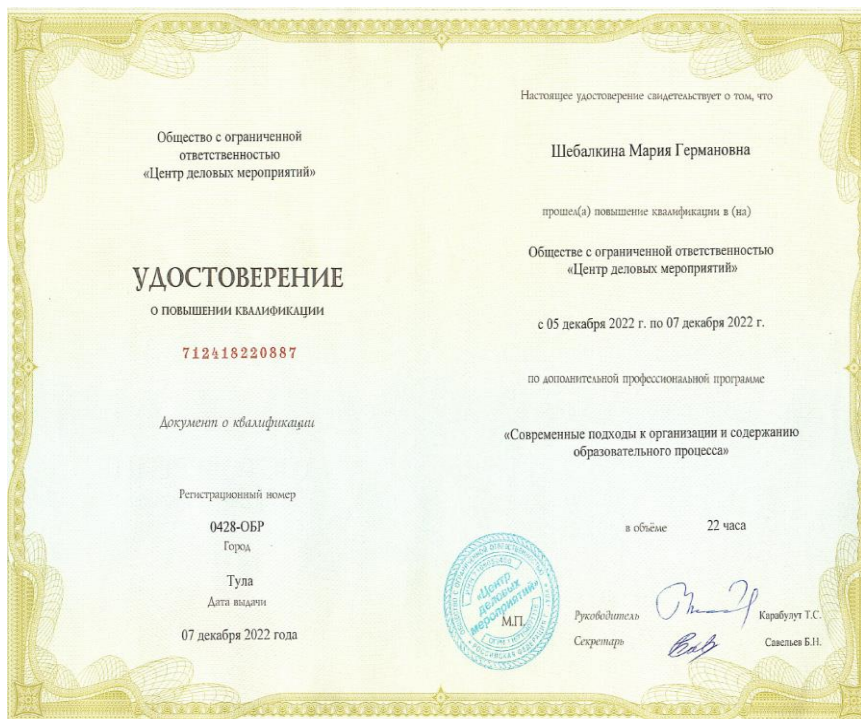 Общество с ограниченной
ответственностью
«Центр деловых мероприятий»
УДОСТОВЕРЕНИЕ
О ПОВЫШЕНИИ КВАЛИФИКАЦИИ
712418220887
Документ о квалификации
Регистрационный номер
0428-ОБР
Город
Тула
Дата выдачи
07 декабря 2022 года
Настоящее удостоверение свидетельствует о том, что
Шебалкина Мария Германовна
прошел(а) повышение квалификации в (на)
Обществе с ограниченной ответственностью
«Центр деловых мероприятий»
с 05 декабря 2022 г. по 07 декабря 2022 г.
по дополнительной профессиональной программе
«Современные подходы к организации и содержанию
образовательного процесса»
в объёме 22 часа
«Центр
деловых
мероприятий»
РОССИЙСКАЯ ФЕДЕРАЦИЯ
М.П.
Руководитель Карабулут Т.С.
Секретарь Савельев Б.Н.